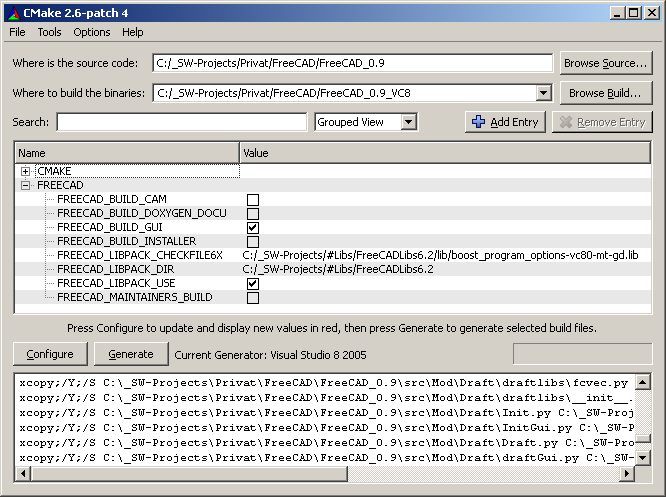 CMake 2.6-patch 4
File Tools Options Help
Where is the source code: C:/_SW-Projects/Privat/FreeCAD/FreeCAD_0.9 Browse Source...
Where to build the binaries: C:/_SW-Projects/Privat/FreeCAD/FreeCAD_0.9_VC8 Browse Build...
Search: Grouped View Add Entry Remove Entry
Name Value
CMAKE
FREECAD
FREECAD_BUILD_CAM
FREECAD_BUILD_DOXYGEN_DOCU
FREECAD_BUILD_GUI
FREECAD_BUILD_INSTALLER
FREECAD_LIBPACK_CHECKFILE6X C:/_SW-Projects/#Libs/FreeCADLibs6.2/lib/boost_program_options-vc80-mt-gd.lib
FREECAD_LIBPACK_DIR C:/_SW-Projects/#Libs/FreeCADLibs6.2
FREECAD_LIBPACK_USE
FREECAD_MAINTAINERS_BUILD
Press Configure to update and display new values in red, then press Generate to generate selected build files.
Configure Generate Current Generator: Visual Studio 8 2005
xcopy;/Y;/S C:\_SW-Projects\Privat\FreeCAD\FreeCAD_0.9\src\Mod\Draft\draftlibs\fcvec.py
xcopy;/Y;/S C:\_SW-Projects\Privat\FreeCAD\FreeCAD_0.9\src\Mod\Draft\draftlibs\__init__.
xcopy;/Y;/S C:\_SW-Projects\Privat\FreeCAD\FreeCAD_0.9\src\Mod\Draft\Init.py C:\_SW-Proj
xcopy;/Y;/S C:\_SW-Projects\Privat\FreeCAD\FreeCAD_0.9\src\Mod\Draft\InitGui.py C:\_SW-P
xcopy;/Y;/S C:\_SW-Projects\Privat\FreeCAD\FreeCAD_0.9\src\Mod\Draft\Draft.py C:\_SW-Pro
xcopy;/Y;/S C:\_SW-Projects\Privat\FreeCAD\FreeCAD_0.9\src\Mod\Draft\draftGui.py C:\_SW-